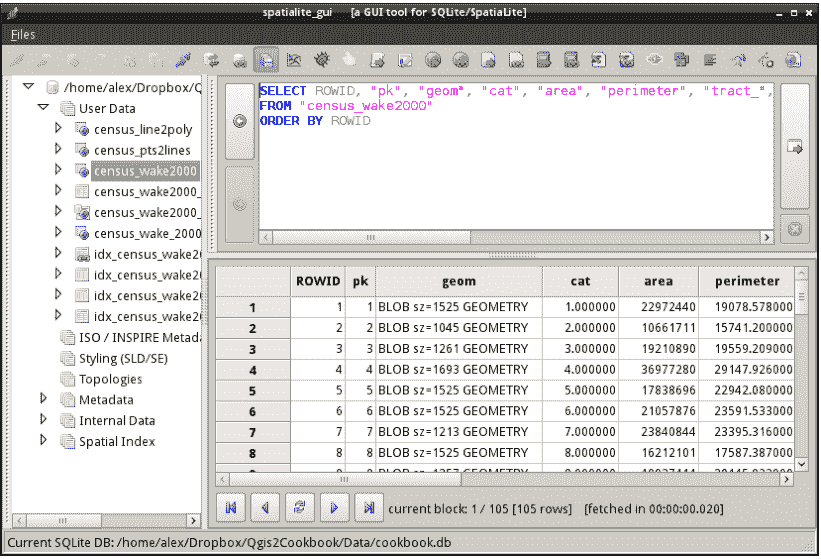 spatialite_gui [a GUI tool for SQLite/SpatiaLite]
Files
/home/alex/Dropbox/Q
User Data
census_line2poly
census_pts2lines
census_wake2000
census_wake2000_
census_wake2000_
census_wake_2000
idx_census_wake2
idx_census_wake2
idx_census_wake2
idx_census_wake2
ISO / INSPIRE Metad
Styling (SLD/SE)
Topologies
Metadata
Internal Data
Spatial Index
SELECT ROWID, "pk", "geom", "cat", "area", "perimeter", "tract_",
FROM "census_wake2000"
ORDER BY ROWID
ROWID pk geom cat area perimeter
1 1 1 BLOB sz=1525 GEOMETRY 1.000000 22972440 19078.578000
2 2 2 BLOB sz=1045 GEOMETRY 2.000000 10661711 15741.200000
3 3 3 BLOB sz=1261 GEOMETRY 3.000000 19210890 19559.209000
4 4 4 BLOB sz=1693 GEOMETRY 4.000000 36977280 29147.926000
5 5 5 BLOB sz=1525 GEOMETRY 5.000000 17838696 22942.080000
6 6 6 BLOB sz=1525 GEOMETRY 6.000000 21057876 23591.533000
7 7 7 BLOB sz=1213 GEOMETRY 7.000000 23840844 23395.316000
8 8 8 BLOB sz=1525 GEOMETRY 8.000000 16212101 17587.387000
current block: 1 / 105 [105 rows] [fetched in 00:00:00.020]
Current SQLite DB: /home/alex/Dropbox/Qgis2Cookbook/Data/cookbook.db